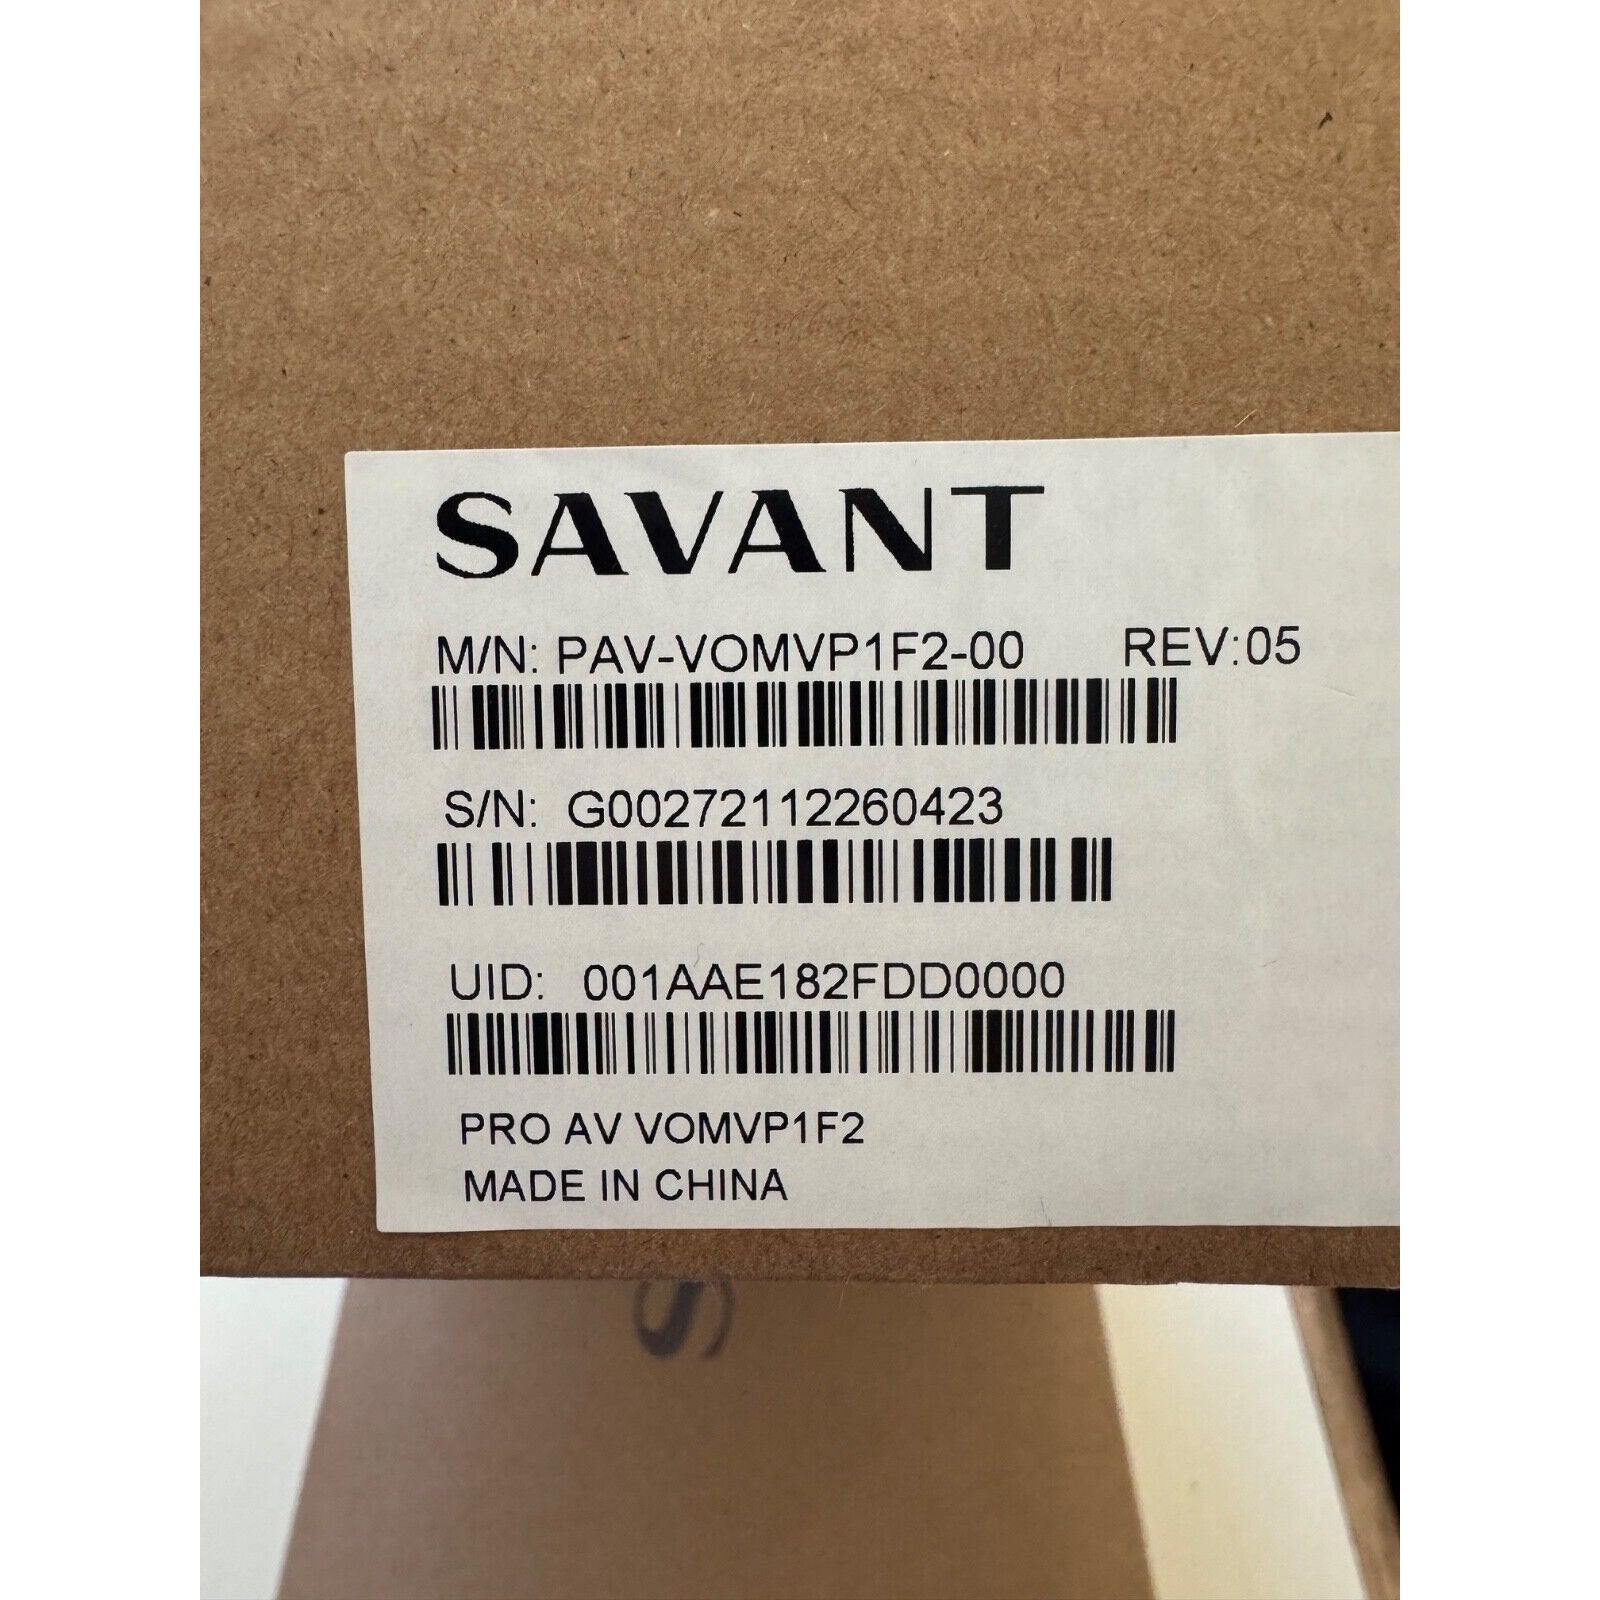 SAVANT
M/N: PAV-VOMVP1F2-00 REV:05
S/N: G00272112260423
UID: 001AAE182FDD0000
PRO AV VOMVP1F2
MADE IN CHINA
S